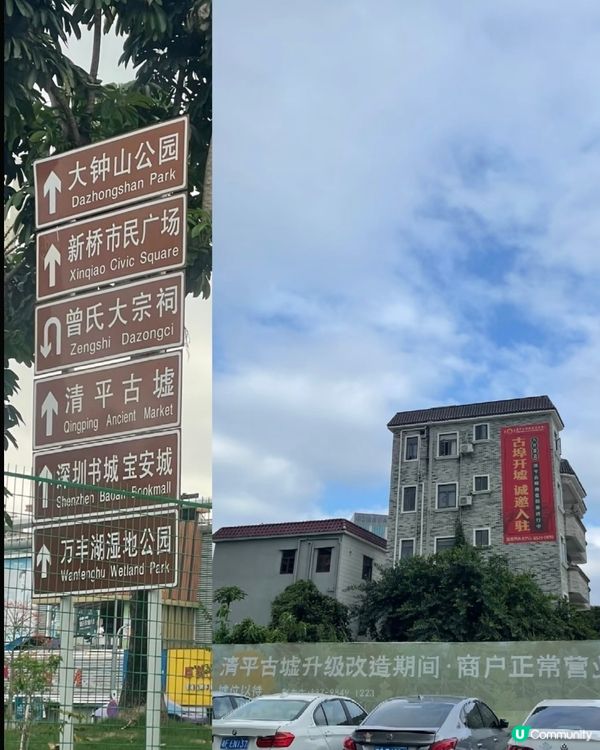 大钟山公园
Dazhongshan Park
新桥市民广场
Xinqiao Civic Square
曾氏大宗祠
Zengshi Dazongci
清平古墟
Qingping Ancient Market
深圳书城宝安城
Shenzhen Baoan Bookmall
万丰湖湿地公园
Wanfenghu Welland Park
古埠开墟 诚邀入驻
清平古墟升级改造期间·商户正常营业
U Community